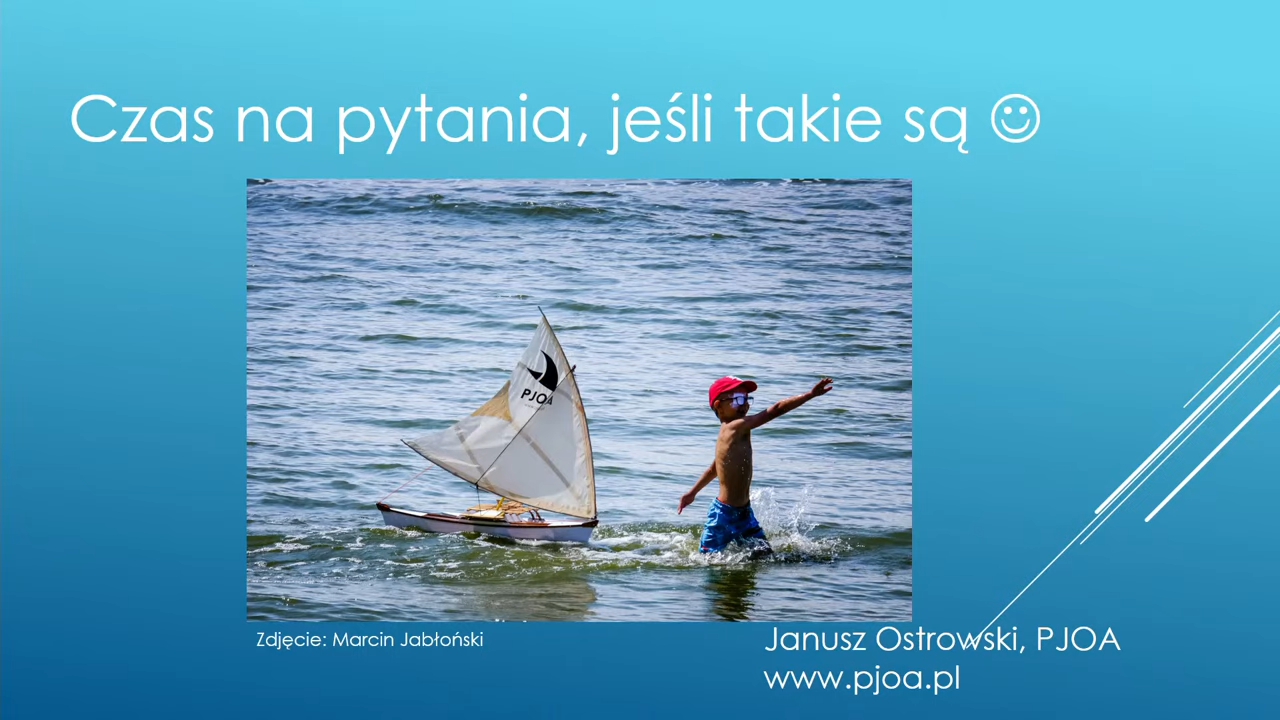 Czas na pytania, jeśli takie są ☺
PJOA
Zdjęcie: Marcin Jabłoński
Janusz Ostrowski, PJOA
www.pjoa.pl